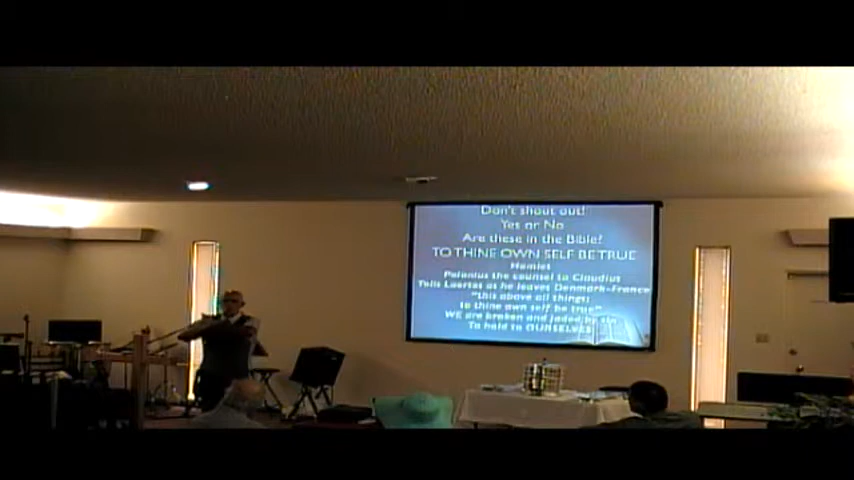 Don't shout out!
Yes or No
Are these in the Bible?
TO THINE OWN SELF BE TRUE
Hamlet
Polonius the counsel to Claudius
Tells Laertes as he leaves Denmark-France
"this above all things:
to thine own self be true"
WE are broken and jaded by sin
To hold to OURSELVES